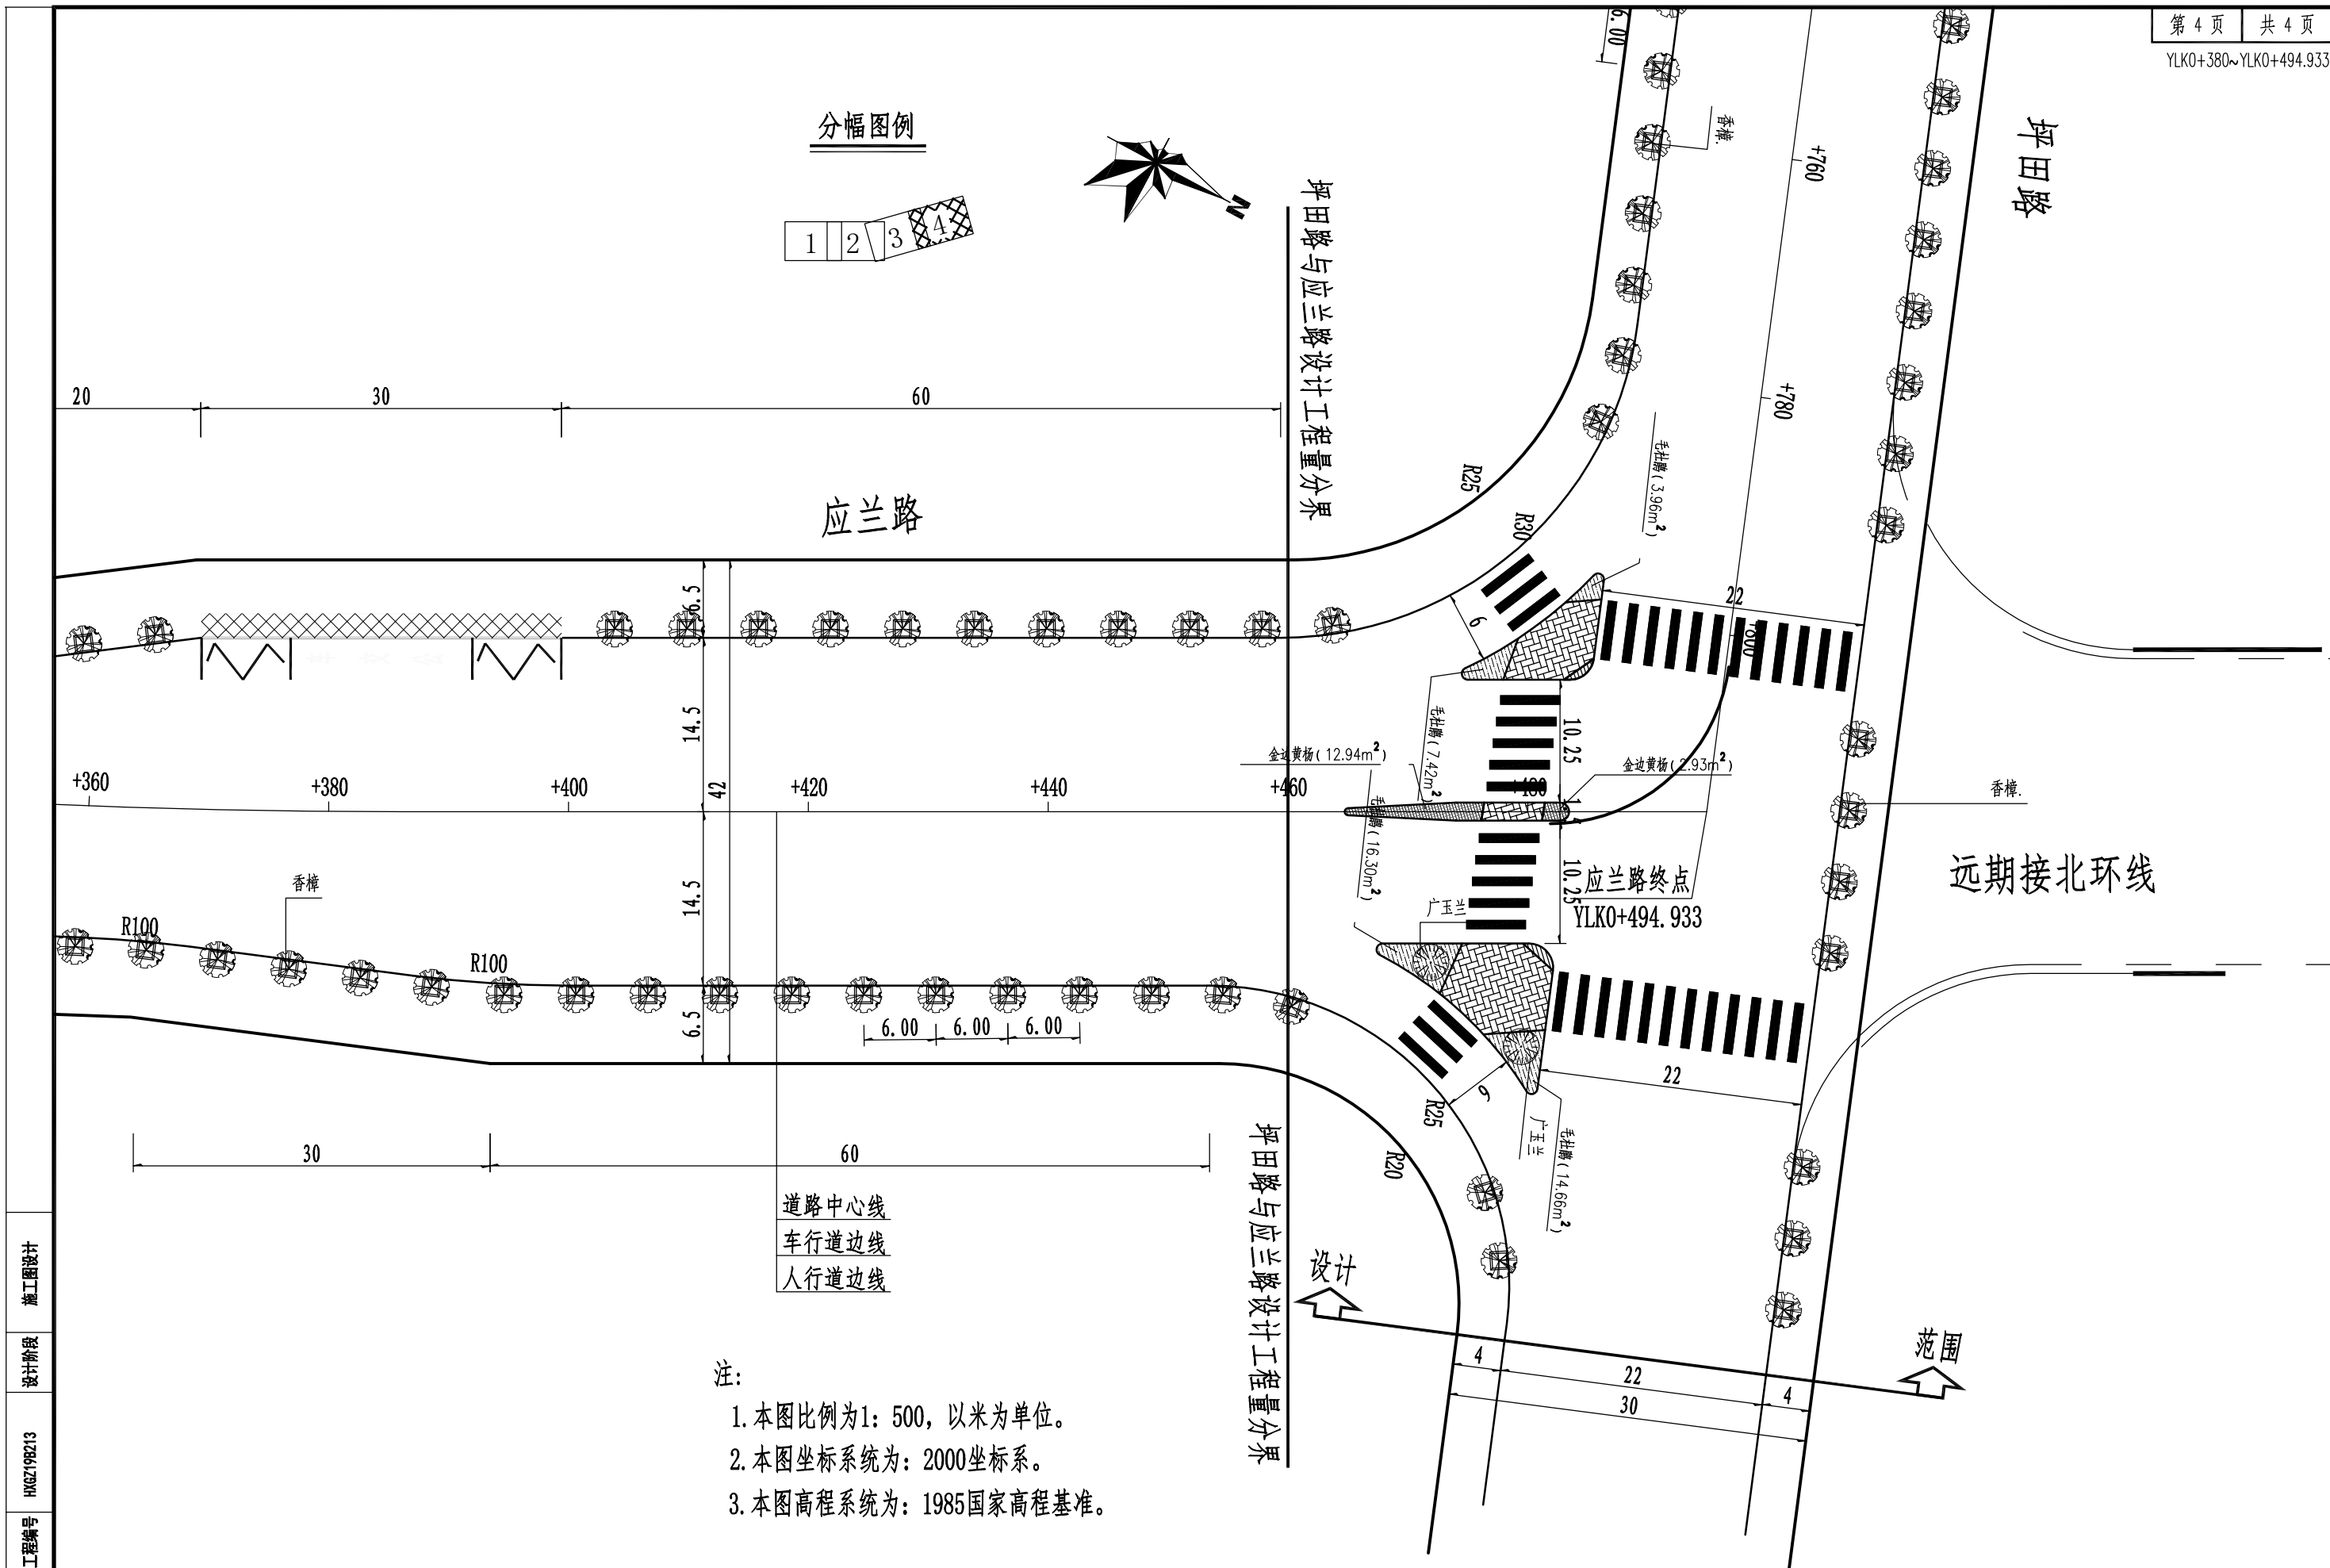 第 4 页 共 4 页
YLK0+380~YLK0+494.933
6.00
分幅图例
1 2 3 4
N
坪田路与应兰路设计工程量分界
香樟.
+760
坪田路
+780
20 30 60
应兰路
R25
R30
毛杜鹃(3.96m²)
6
22
+800
6.5
14.5
42
14.5
6.5
毛杜鹃(7.42m²)
10.25
金边黄杨(12.94m²)
金边黄杨(2.93m²)
+360 +380 +400 +420 +440 +460 +480
1.5
毛杜鹃(16.30m²)
香樟.
10.25
应兰路终点
YLK0+494.933
远期接北环线
香樟
广玉兰
R100
R100
6.00 6.00 6.00
22
6
R25
R20
广玉兰
毛杜鹃(14.66m²)
30 60
坪田路与应兰路设计工程量分界
道路中心线
车行道边线
人行道边线
设计
范围
4 22 4
30
注:
1.本图比例为1: 500, 以米为单位。
2.本图坐标系统为: 2000坐标系。
3.本图高程系统为: 1985国家高程基准。
施工图设计
设计阶段
HXGZ19B213
工程编号